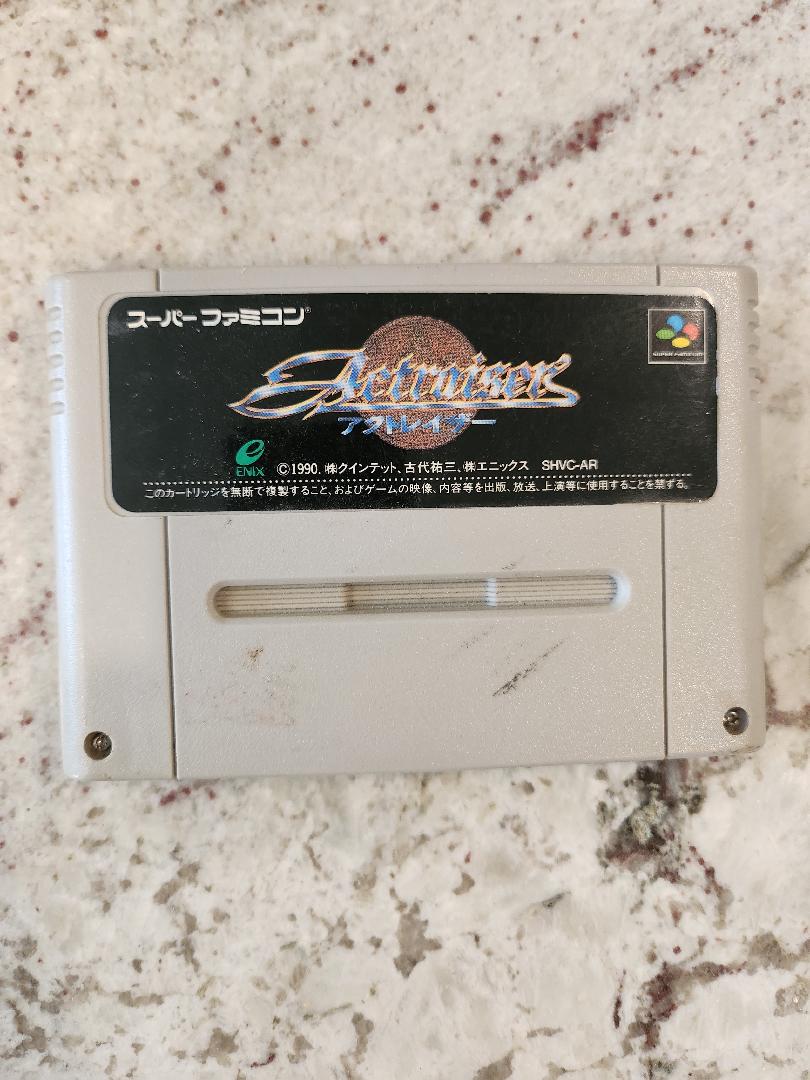 スーパーファミコン®
SUPER FAMICOM
Actraiser
アクトレイザー
ENIX
©1990. ㈱クインテット、古代祐三、㈱エニックス SHVC-AR
このカートリッジを無断で複製すること、およびゲームの映像、内容等を出版、放送、上演等に使用することを禁ずる。